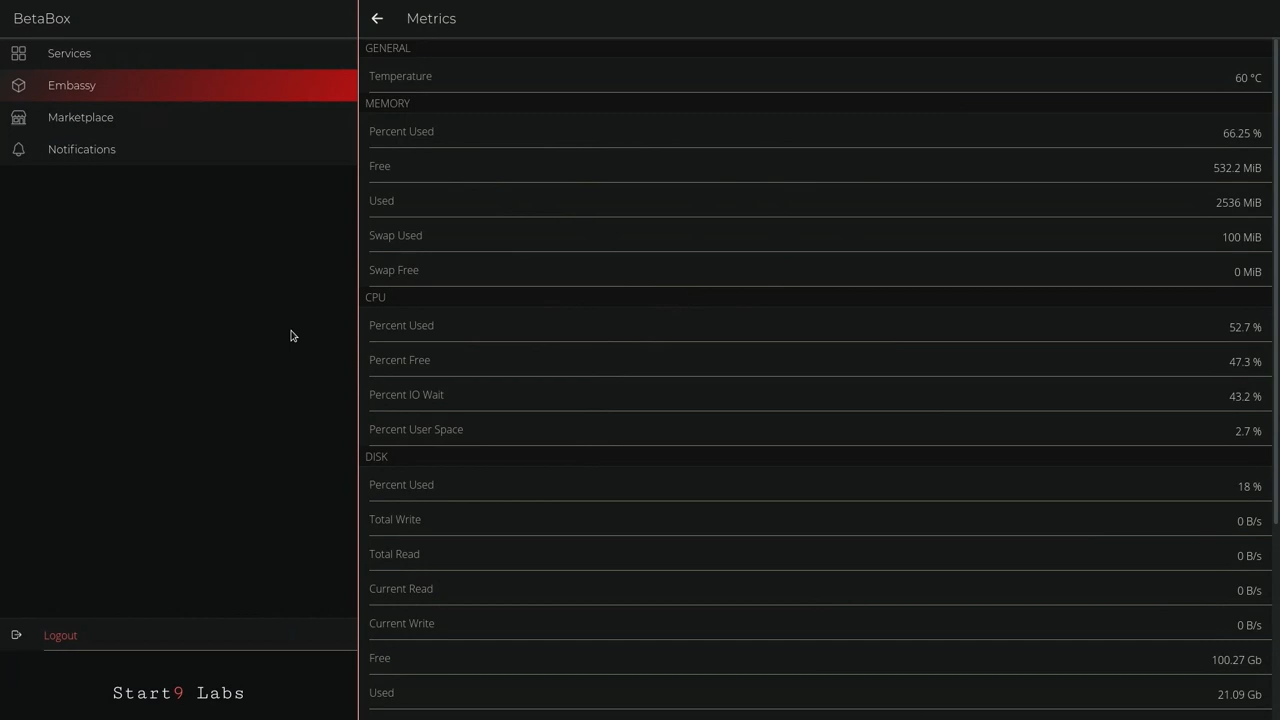 BetaBox
Services
Embassy
Marketplace
Notifications
Logout
Start9 Labs
Metrics
GENERAL
Temperature 60 °C
MEMORY
Percent Used 66.25 %
Free 532.2 MiB
Used 2536 MiB
Swap Used 100 MiB
Swap Free 0 MiB
CPU
Percent Used 52.7 %
Percent Free 47.3 %
Percent IO Wait 43.2 %
Percent User Space 2.7 %
DISK
Percent Used 18 %
Total Write 0 B/s
Total Read 0 B/s
Current Read 0 B/s
Current Write 0 B/s
Free 100.27 Gb
Used 21.09 Gb